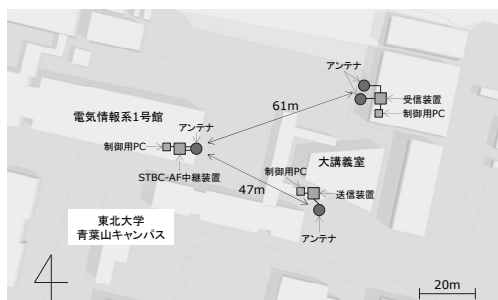 アンテナ
受信装置
制御用PC
61m
電気情報系1号館
アンテナ
制御用PC
STBC-AF中継装置
大講義室
制御用PC
47m
送信装置
アンテナ
東北大学
青葉山キャンパス
20m